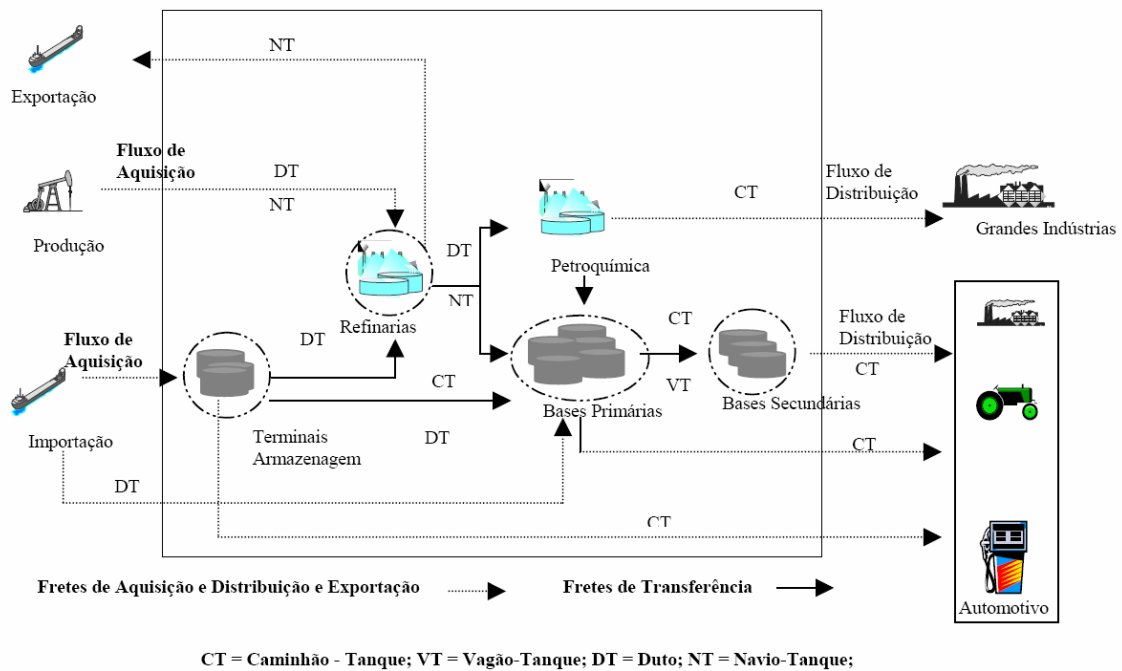 NT
Exportação
Fluxo de
Aquisição
DT
NT
Produção
Refinarias
DT
NT
Petroquímica
CT
Fluxo de
Distribuição
Grandes Indústrias
Fluxo de
Aquisição
Importação
DT
Terminais
Armazenagem
DT
CT
DT
Bases Primárias
CT
VT
Bases Secundárias
Fluxo de
Distribuição
CT
CT
CT
Automotivo
Fretes de Aquisição e Distribuição e Exportação
Fretes de Transferência
CT = Caminhão - Tanque; VT = Vagão-Tanque; DT = Duto; NT = Navio-Tanque;